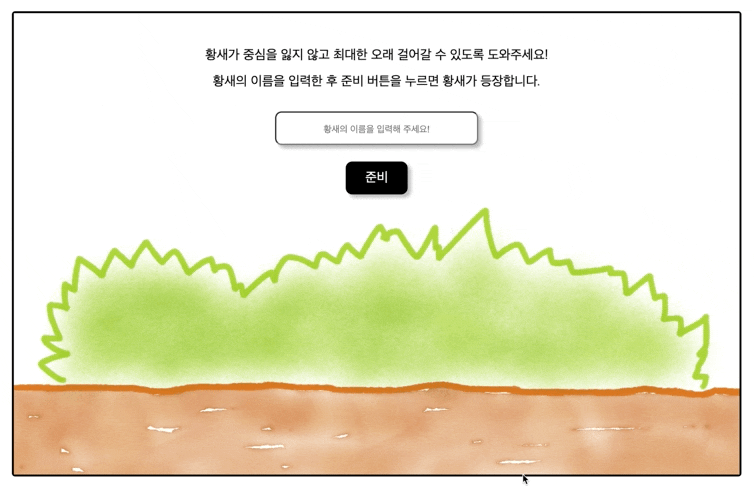 황새가 중심을 잃지 않고 최대한 오래 걸어갈 수 있도록 도와주세요!
황새의 이름을 입력한 후 준비 버튼을 누르면 황새가 등장합니다.
황새의 이름을 입력해 주세요!
준비